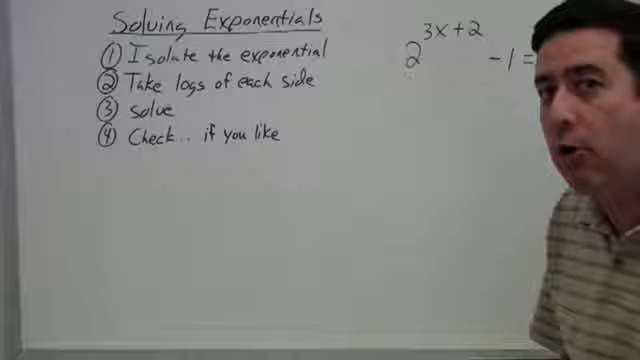 Solving Exponentials
① Isolate the exponential
② Take logs of each side
③ solve
④ Check... if you like
2^{3x+2} - 1 =